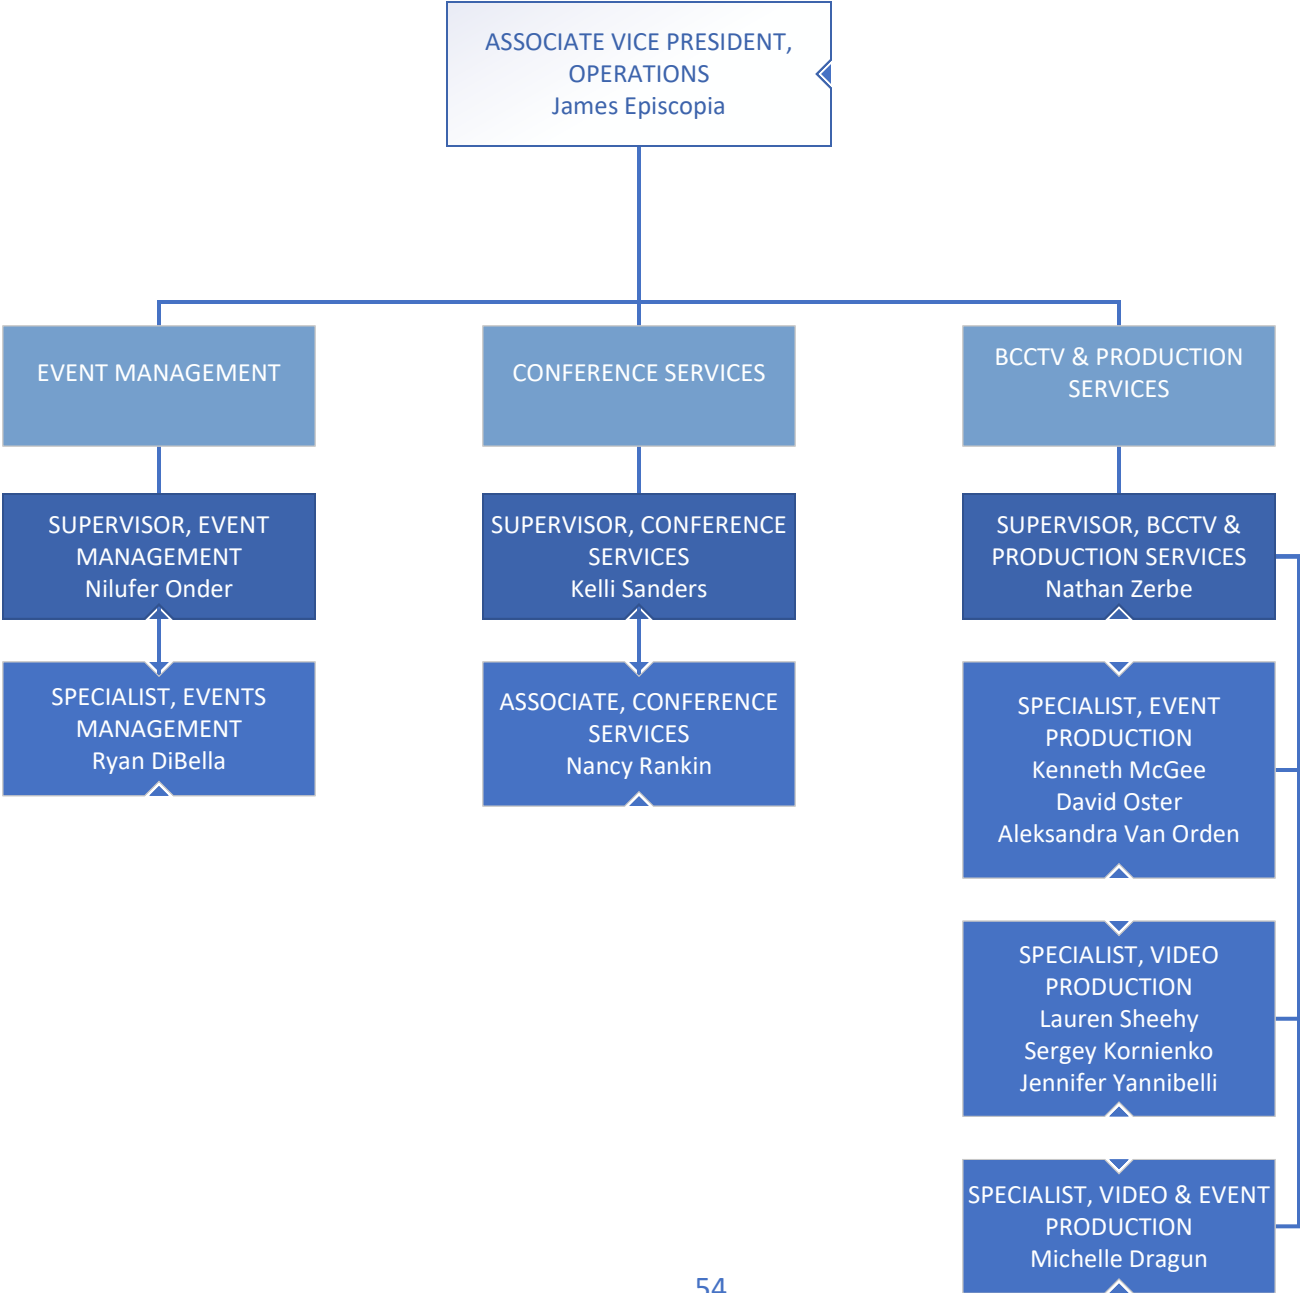 ASSOCIATE VICE PRESIDENT,
OPERATIONS
James Episcopia
EVENT MANAGEMENT
SUPERVISOR, EVENT
MANAGEMENT
Nilufer Onder
SPECIALIST, EVENTS
MANAGEMENT
Ryan DiBella
CONFERENCE SERVICES
SUPERVISOR, CONFERENCE
SERVICES
Kelli Sanders
ASSOCIATE, CONFERENCE
SERVICES
Nancy Rankin
BCCTV & PRODUCTION
SERVICES
SUPERVISOR, BCCTV &
PRODUCTION SERVICES
Nathan Zerbe
SPECIALIST, EVENT
PRODUCTION
Kenneth McGee
David Oster
Aleksandra Van Orden
SPECIALIST, VIDEO
PRODUCTION
Lauren Sheehy
Sergey Kornienko
Jennifer Yannibelli
SPECIALIST, VIDEO & EVENT
PRODUCTION
Michelle Dragun
54